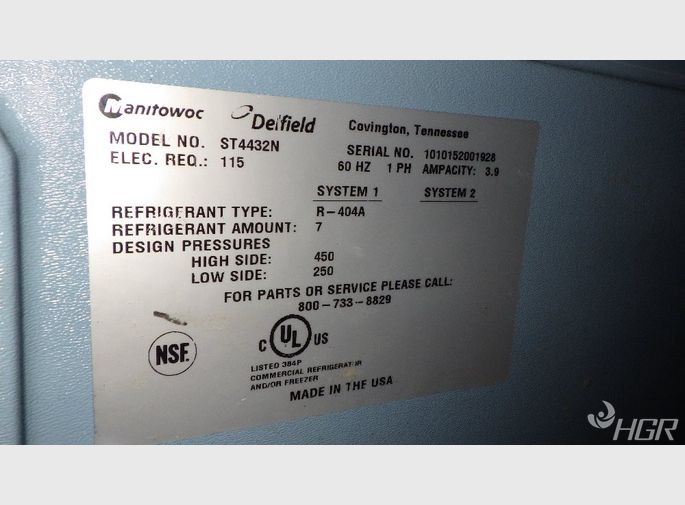 Manitowoc Delfield Covington, Tennessee
MODEL NO. ST4432N SERIAL NO. 1010152001928
ELEC. REQ.: 115 60 HZ 1 PH AMPACITY: 3.9
SYSTEM 1 SYSTEM 2
REFRIGERANT TYPE: R-404A
REFRIGERANT AMOUNT: 7
DESIGN PRESSURES
HIGH SIDE: 450
LOW SIDE: 250
FOR PARTS OR SERVICE PLEASE CALL:
800-733-8829
NSF.
C UL US
LISTED 384P
COMMERCIAL REFRIGERATOR
AND/OR FREEZER
MADE IN THE USA
HGR